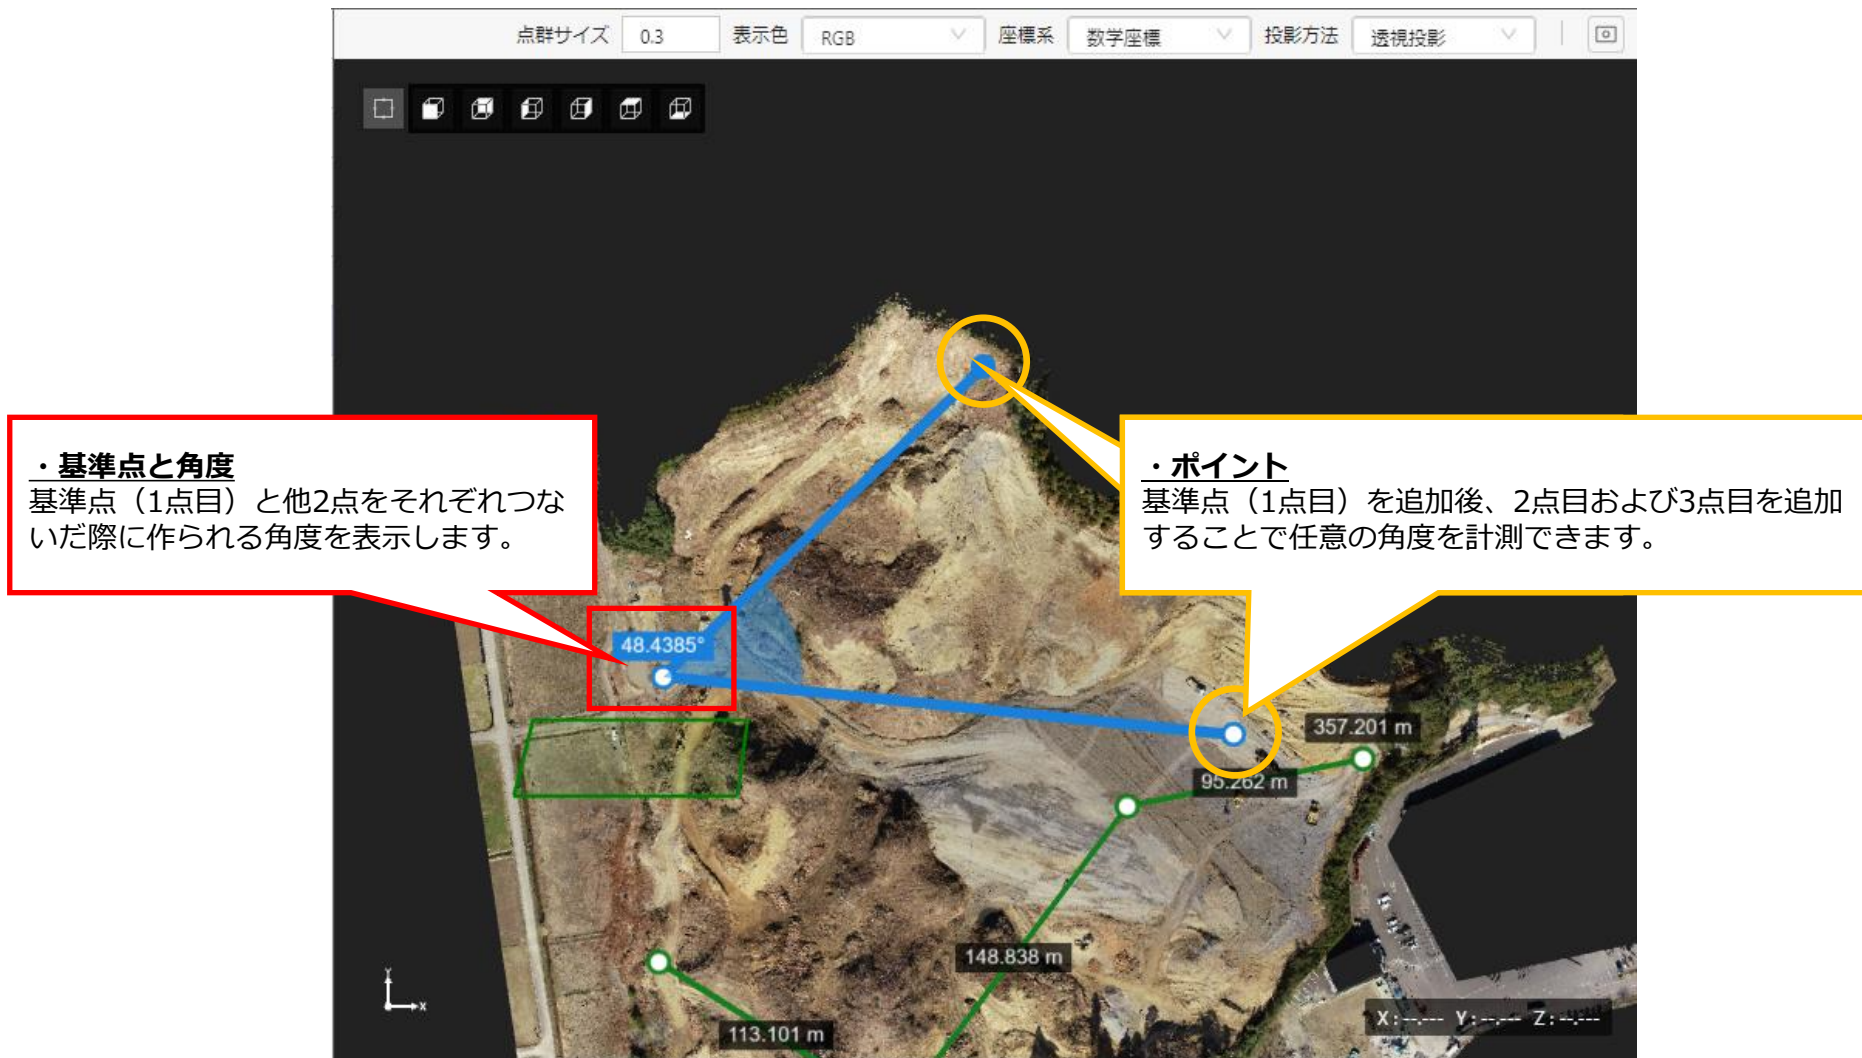 点群サイズ 0.3 表示色 RGB 座標系 数学座標 投影方法 透視投影
・基準点と角度
基準点（1点目）と他2点をそれぞれつな
いだ際に作られる角度を表示します。
・ポイント
基準点（1点目）を追加後、2点目および3点目を追加
することで任意の角度を計測できます。
48.4385°
357.201 m
95.262 m
148.838 m
113.101 m
Y
X
X:--.--- Y:--.--- Z:--.---